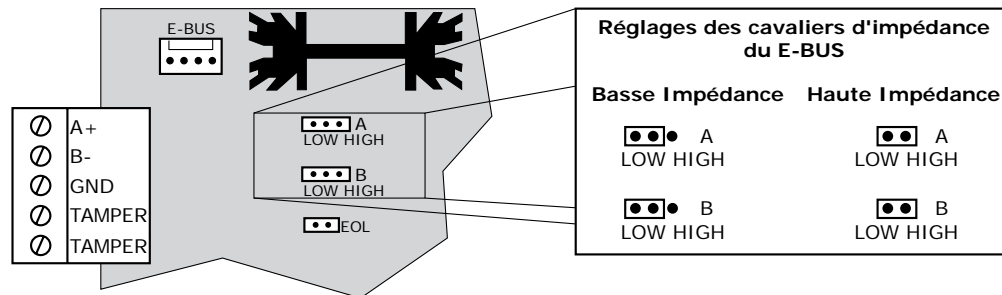 E-BUS
A+
B-
GND
TAMPER
TAMPER
A
LOW HIGH
B
LOW HIGH
EOL
Réglages des cavaliers d'impédance
du E-BUS
Basse Impédance Haute Impédance
A A
LOW HIGH LOW HIGH
B B
LOW HIGH LOW HIGH